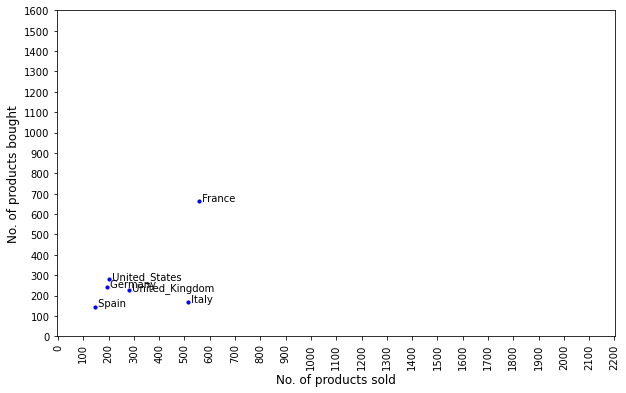 1600
1500
1400
1300
1200
1100
1000
900
800
700
600
500
400
300
200
100
0
No. of products bought
France
United_States
Germany
United_Kingdom
Italy
Spain
0 100 200 300 400 500 600 700 800 900 1000 1100 1200 1300 1400 1500 1600 1700 1800 1900 2000 2100 2200
No. of products sold